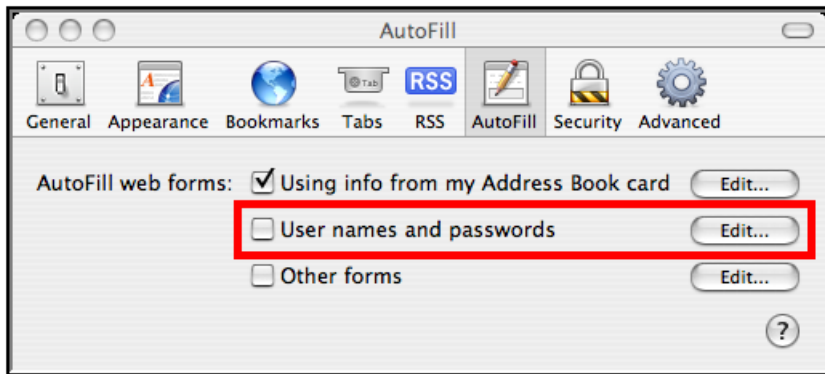 AutoFill
Tab RSS
General Appearance Bookmarks Tabs RSS AutoFill Security Advanced
AutoFill web forms: Using info from my Address Book card Edit...
User names and passwords Edit...
Other forms Edit...
?